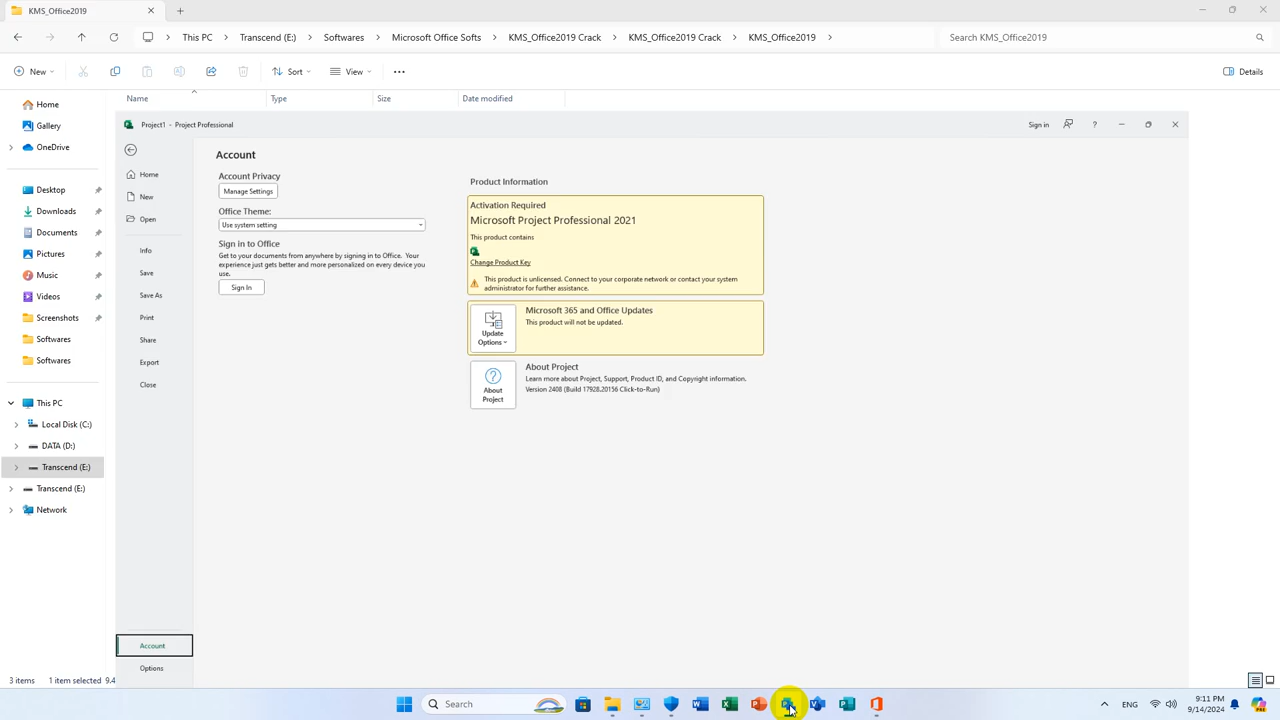 KMS_Office2019
This PC > Transcend (E:) > Softwares > Microsoft Office Softs > KMS_Office2019 Crack > KMS_Office2019 Crack > KMS_Office2019 >
Search KMS_Office2019
New
Sort
View
Details
Name
Type
Size
Date modified
Home
Gallery
OneDrive
Desktop
Downloads
Documents
Pictures
Music
Videos
Screenshots
Softwares
Softwares
This PC
Local Disk (C:)
DATA (D:)
Transcend (E:)
Transcend (E:)
Network
3 items
1 item selected 9.4
Project1 - Project Professional
Sign in
?
Home
New
Open
Info
Save
Save As
Print
Share
Export
Close
Account
Options
Account
Account Privacy
Manage Settings
Office Theme:
Use system setting
Sign in to Office
Get to your documents from anywhere by signing in to Office. Your
experience just gets better and more personalized on every device you
use.
Sign In
Product Information
Activation Required
Microsoft Project Professional 2021
This product contains
Change Product Key
This product is unlicensed. Connect to your corporate network or contact your system
administrator for further assistance.
Update
Options
Microsoft 365 and Office Updates
This product will not be updated.
About
Project
About Project
Learn more about Project, Support, Product ID, and Copyright information.
Version 2408 (Build 17928.20156 Click-to-Run)
Search
ENG
9:11 PM
9/14/2024